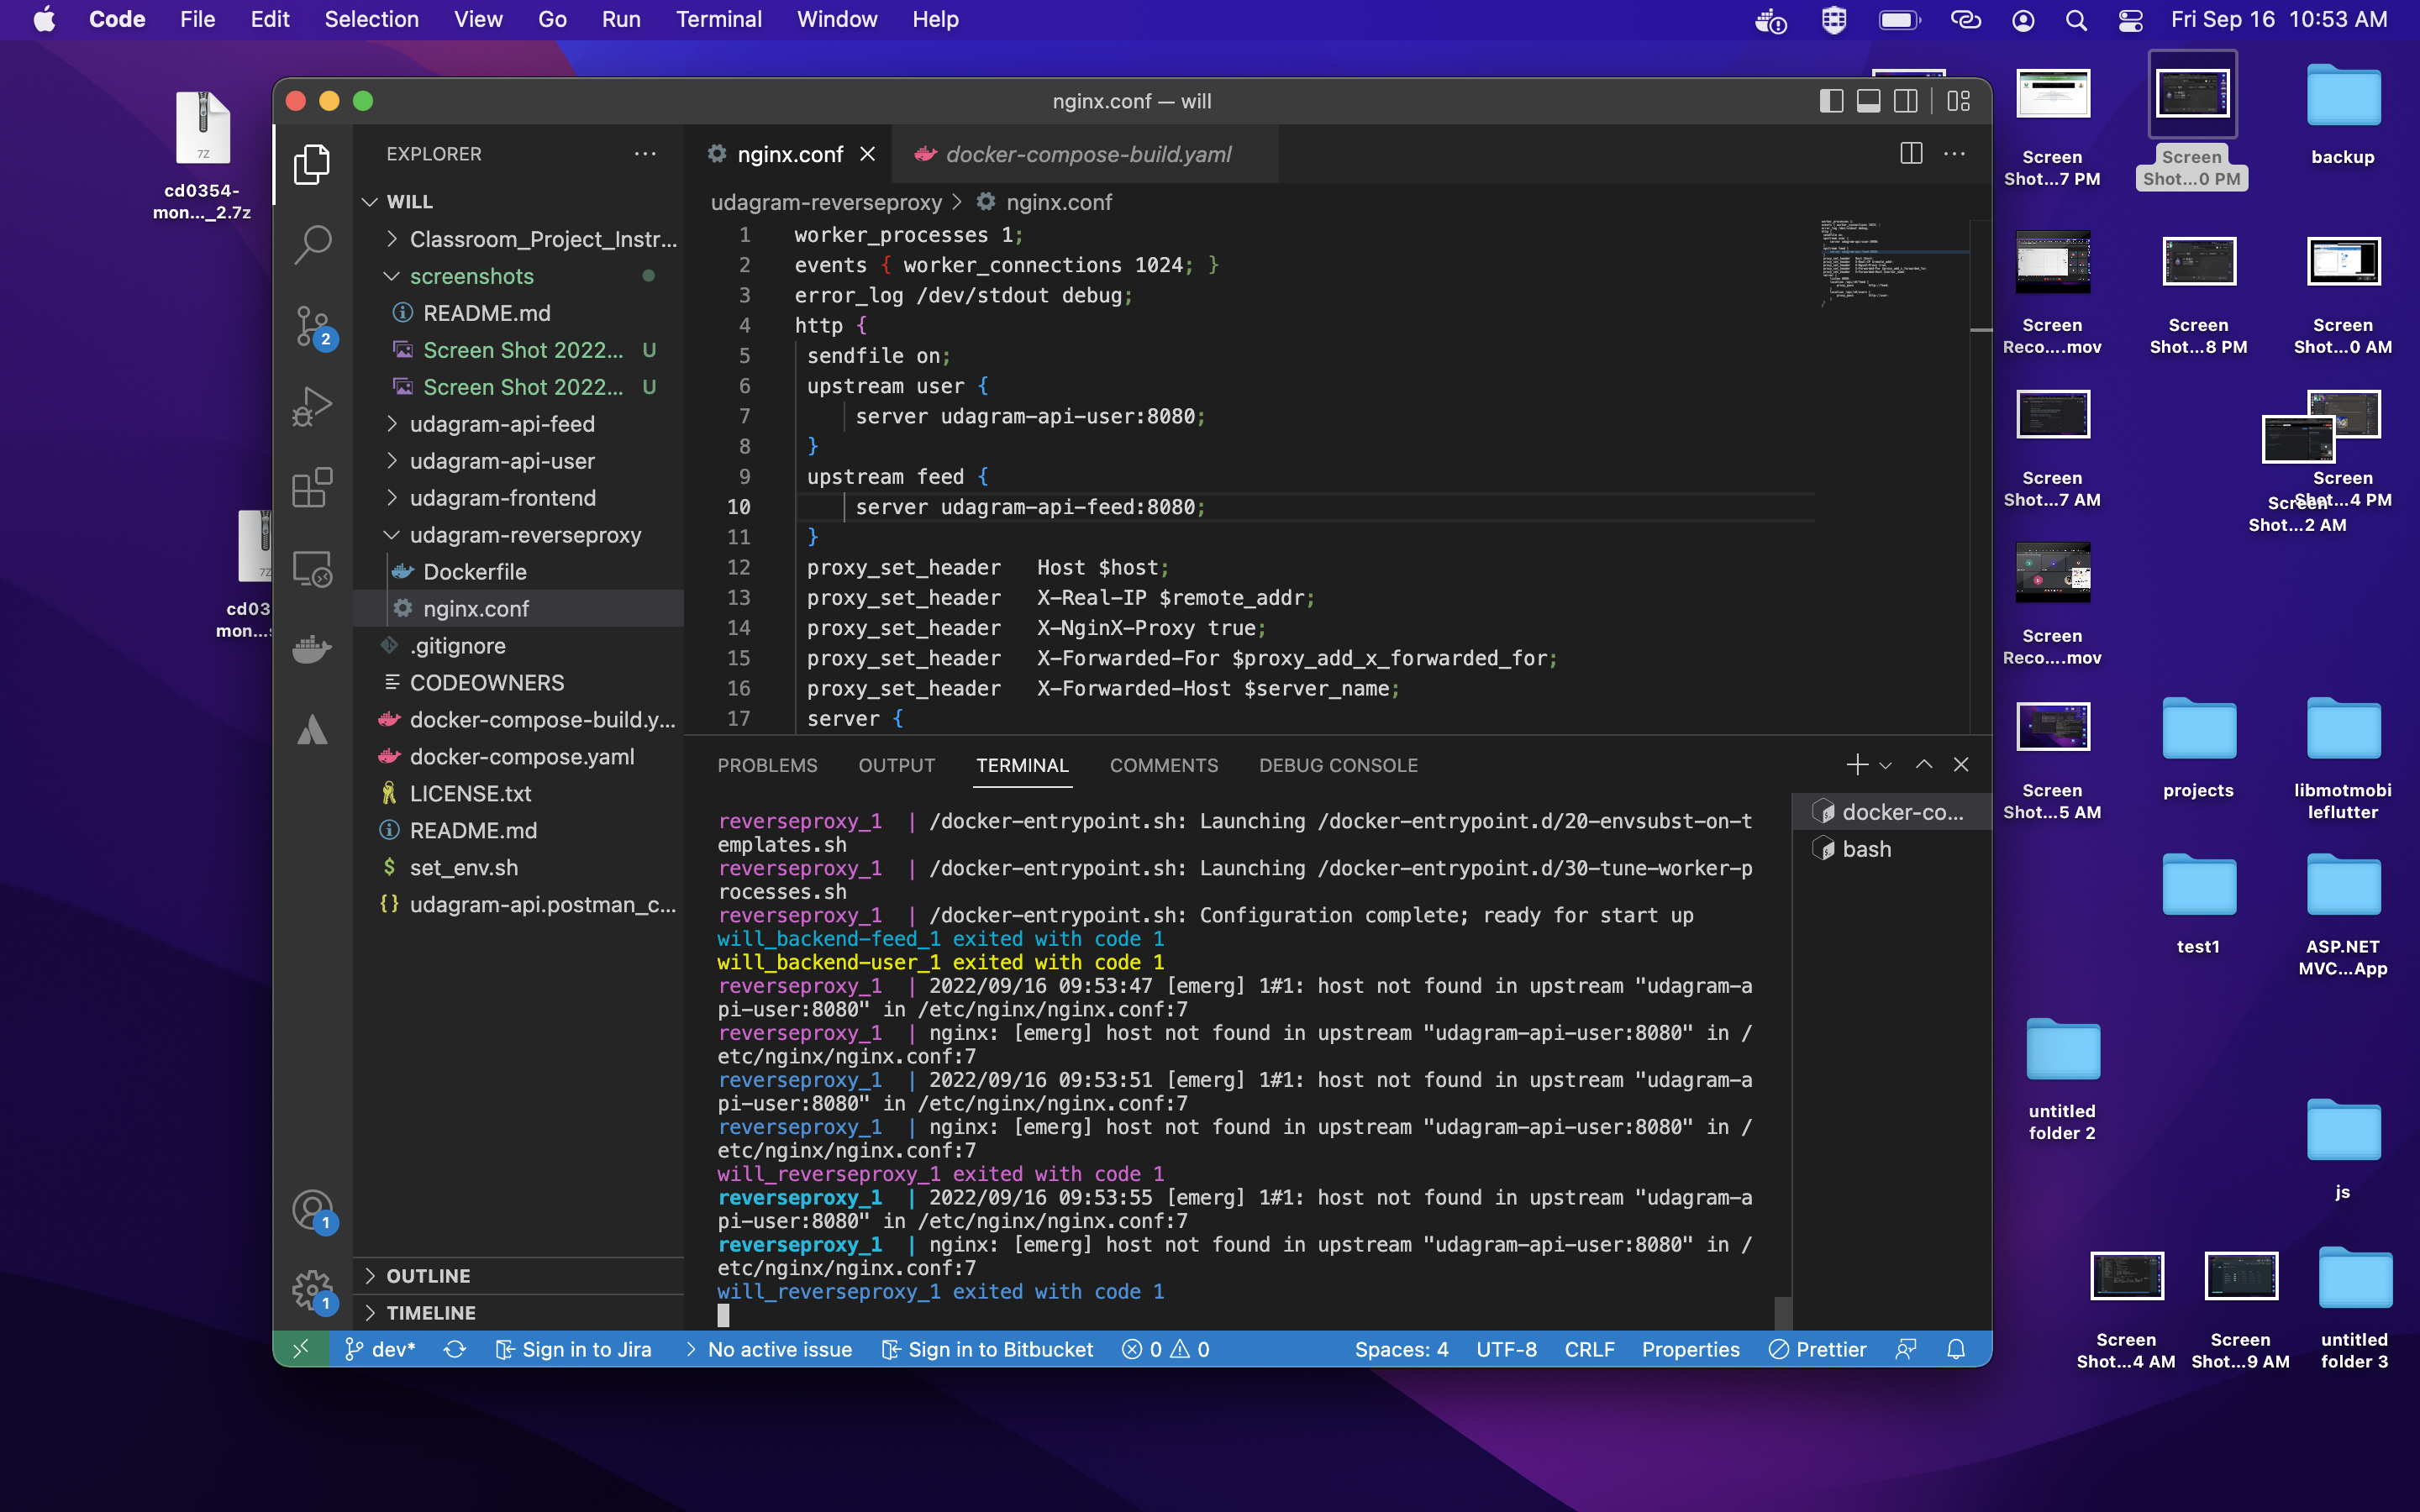 Code File Edit Selection View Go Run Terminal Window Help
Fri Sep 16 10:53 AM
7Z
cd0354-
mon..._2.7z
7Z
cd03
mon...s
nginx.conf — will
EXPLORER
WILL
Classroom_Project_Instr...
screenshots
README.md
Screen Shot 2022... U
Screen Shot 2022... U
udagram-api-feed
udagram-api-user
udagram-frontend
udagram-reverseproxy
Dockerfile
nginx.conf
.gitignore
CODEOWNERS
docker-compose-build.y...
docker-compose.yaml
LICENSE.txt
README.md
set_env.sh
udagram-api.postman_c...
OUTLINE
TIMELINE
2
1
1
nginx.conf docker-compose-build.yaml
udagram-reverseproxy > nginx.conf
1 worker_processes 1;
2 events { worker_connections 1024; }
3 error_log /dev/stdout debug;
4 http {
5 sendfile on;
6 upstream user {
7 server udagram-api-user:8080;
8 }
9 upstream feed {
10 server udagram-api-feed:8080;
11 }
12 proxy_set_header Host $host;
13 proxy_set_header X-Real-IP $remote_addr;
14 proxy_set_header X-NginX-Proxy true;
15 proxy_set_header X-Forwarded-For $proxy_add_x_forwarded_for;
16 proxy_set_header X-Forwarded-Host $server_name;
17 server {
PROBLEMS OUTPUT TERMINAL COMMENTS DEBUG CONSOLE
reverseproxy_1 | /docker-entrypoint.sh: Launching /docker-entrypoint.d/20-envsubst-on-t
emplates.sh
reverseproxy_1 | /docker-entrypoint.sh: Launching /docker-entrypoint.d/30-tune-worker-p
rocesses.sh
reverseproxy_1 | /docker-entrypoint.sh: Configuration complete; ready for start up
will_backend-feed_1 exited with code 1
will_backend-user_1 exited with code 1
reverseproxy_1 | 2022/09/16 09:53:47 [emerg] 1#1: host not found in upstream "udagram-a
pi-user:8080" in /etc/nginx/nginx.conf:7
reverseproxy_1 | nginx: [emerg] host not found in upstream "udagram-api-user:8080" in /
etc/nginx/nginx.conf:7
reverseproxy_1 | 2022/09/16 09:53:51 [emerg] 1#1: host not found in upstream "udagram-a
pi-user:8080" in /etc/nginx/nginx.conf:7
reverseproxy_1 | nginx: [emerg] host not found in upstream "udagram-api-user:8080" in /
etc/nginx/nginx.conf:7
will_reverseproxy_1 exited with code 1
reverseproxy_1 | 2022/09/16 09:53:55 [emerg] 1#1: host not found in upstream "udagram-a
pi-user:8080" in /etc/nginx/nginx.conf:7
reverseproxy_1 | nginx: [emerg] host not found in upstream "udagram-api-user:8080" in /
etc/nginx/nginx.conf:7
will_reverseproxy_1 exited with code 1
docker-co...
bash
dev* Sign in to Jira No active issue Sign in to Bitbucket 0 0 Spaces: 4 UTF-8 CRLF Properties Prettier
Screen
Shot...7 PM
Screen
Shot...0 PM
backup
Screen
Reco....mov
Screen
Shot...8 PM
Screen
Shot...0 AM
Screen
Shot...7 AM
Screen
Shot...4 PM
Screen
Shot...2 AM
Screen
Reco....mov
Screen
Shot...5 AM
projects
libmotmobi
leflutter
test1
ASP.NET
MVC...App
untitled
folder 2
js
Screen
Shot...4 AM
Screen
Shot...9 AM
untitled
folder 3